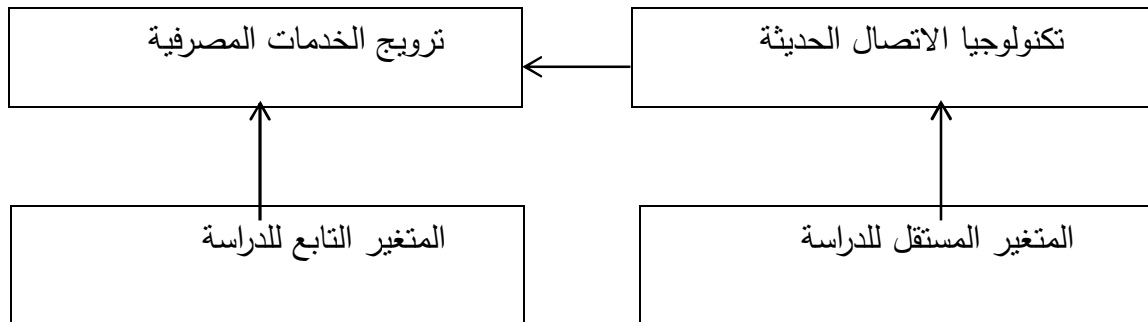 تكنولوجيا الاتصال الحديثة
ترويج الخدمات المصرفية
المتغير المستقل للدراسة
المتغير التابع للدراسة